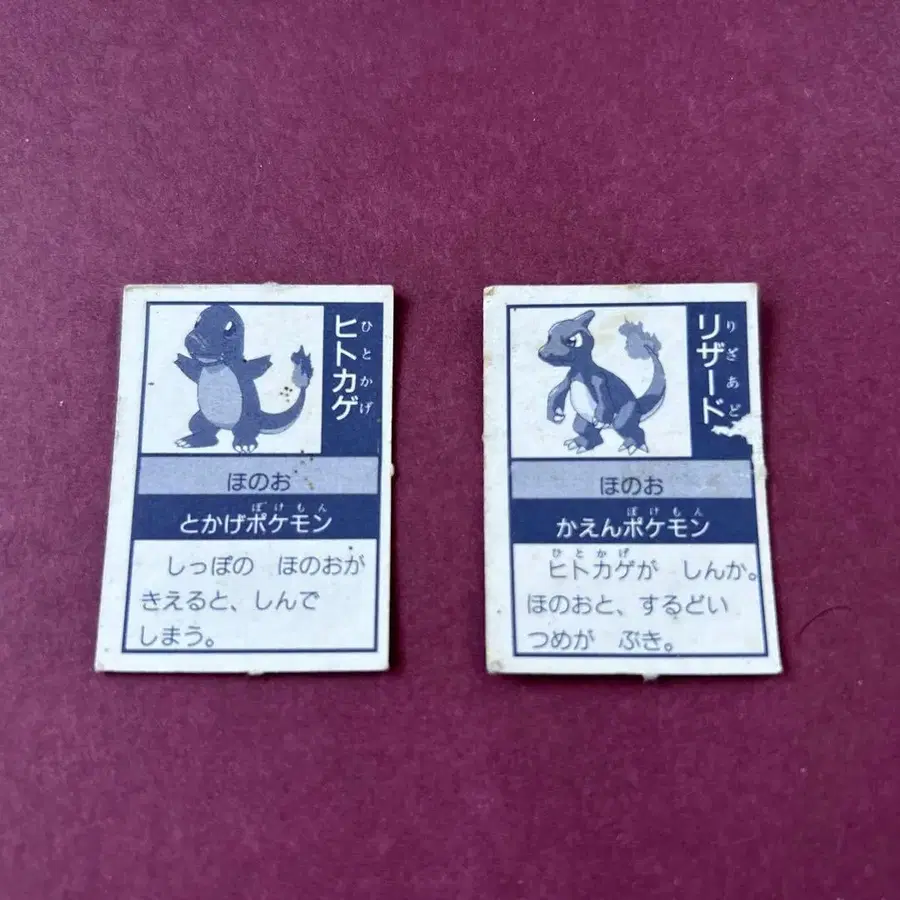 ヒトカゲ
ひとかげ
ほのお
ぽけもん
とかげポケモン
しっぽの ほのおが
きえると、しんで
しまう。
リザード
りざあど
ほのお
ぽけもん
かえんポケモン
ひとかげ
ヒトカゲが しんか。
ほのおと、するどい
つめが ぶき。